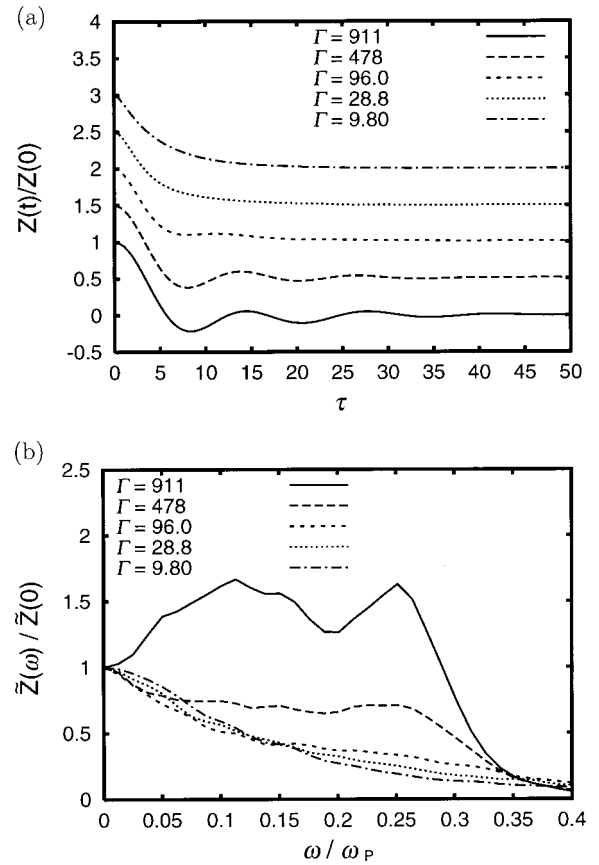 (a)
4
3.5
3
2.5
2
1.5
1
0.5
0
-0.5
Z(t)/Z(0)
Γ = 911
Γ = 478
Γ = 96.0
Γ = 28.8
Γ = 9.80
0 5 10 15 20 25 30 35 40 45 50
τ
(b)
2.5
2
1.5
1
0.5
0
Z̃(ω) / Z̃(0)
Γ = 911
Γ = 478
Γ = 96.0
Γ = 28.8
Γ = 9.80
0 0.05 0.1 0.15 0.2 0.25 0.3 0.35 0.4
ω / ωP